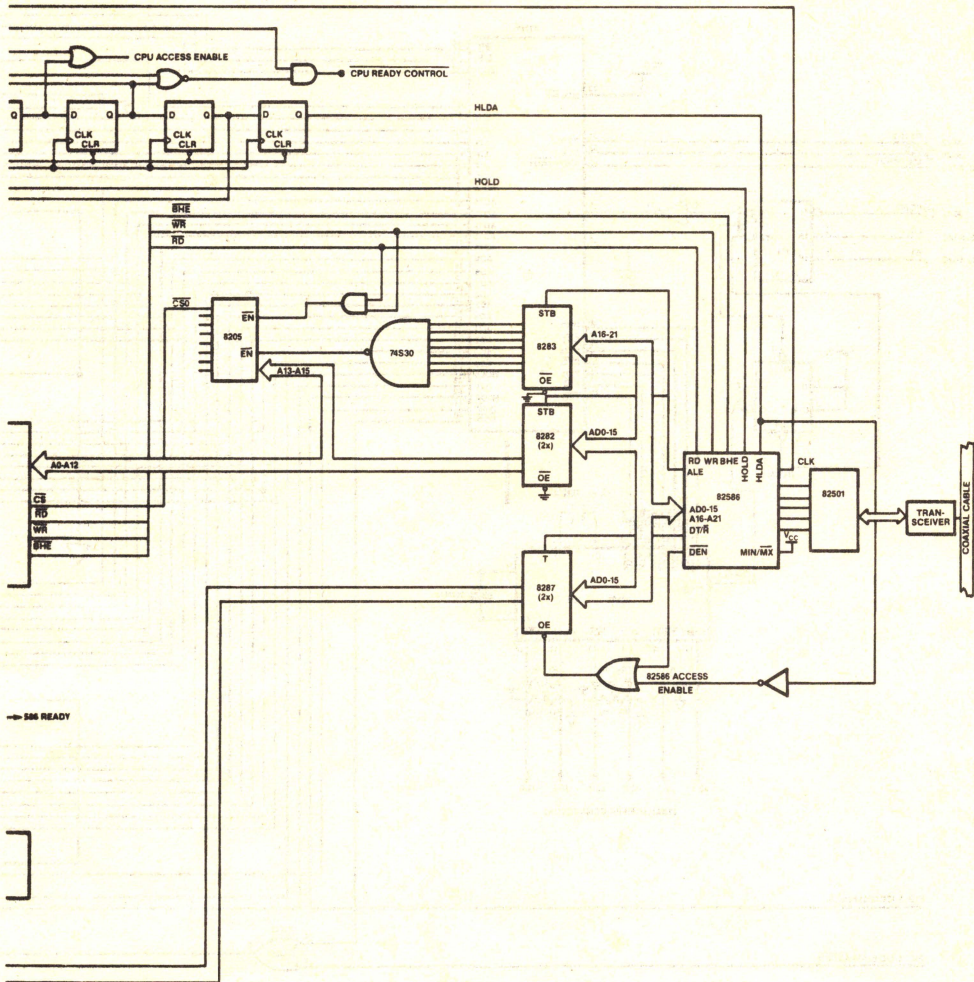 CPU ACCESS ENABLE
CPU READY CONTROL
Q
D Q
D Q
D Q
HLDA
CLK
CLR
CLK
CLR
CLK
CLR
HOLD
BHE
WR
RD
CS0
EN
8205
EN
A13-A15
74S30
STB
8283
OE
A16-21
STB
8282
(2x)
OE
AD0-15
A0-A12
CS
RD
WR
BHE
RD WR BHE HOLD HLDA
ALE
82586
AD0-15
A16-A21
DT/R
DEN
MIN/MX
CLK
VCC
82501
TRAN-
SCEIVER
COAXIAL CABLE
T
8287
(2x)
OE
AD0-15
82586 ACCESS
ENABLE
586 READY